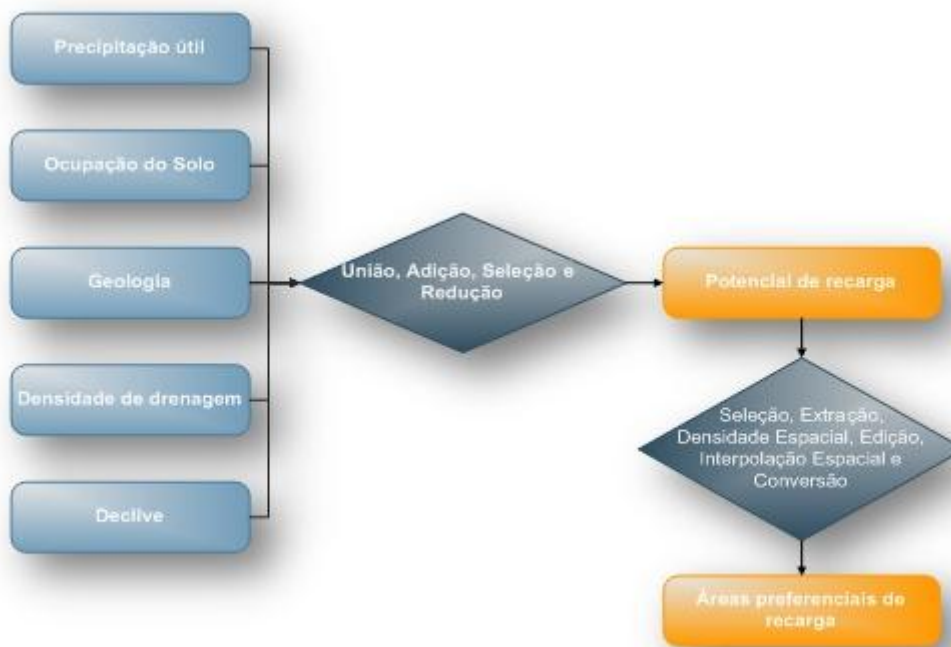 Precipitação útil
Ocupação do Solo
Geologia
Densidade de drenagem
Declive
União, Adição, Seleção e
Redução
Potencial de recarga
Seleção, Extração,
Densidade Espacial, Edição,
Interpolação Espacial e
Conversão
Áreas preferenciais de
recarga